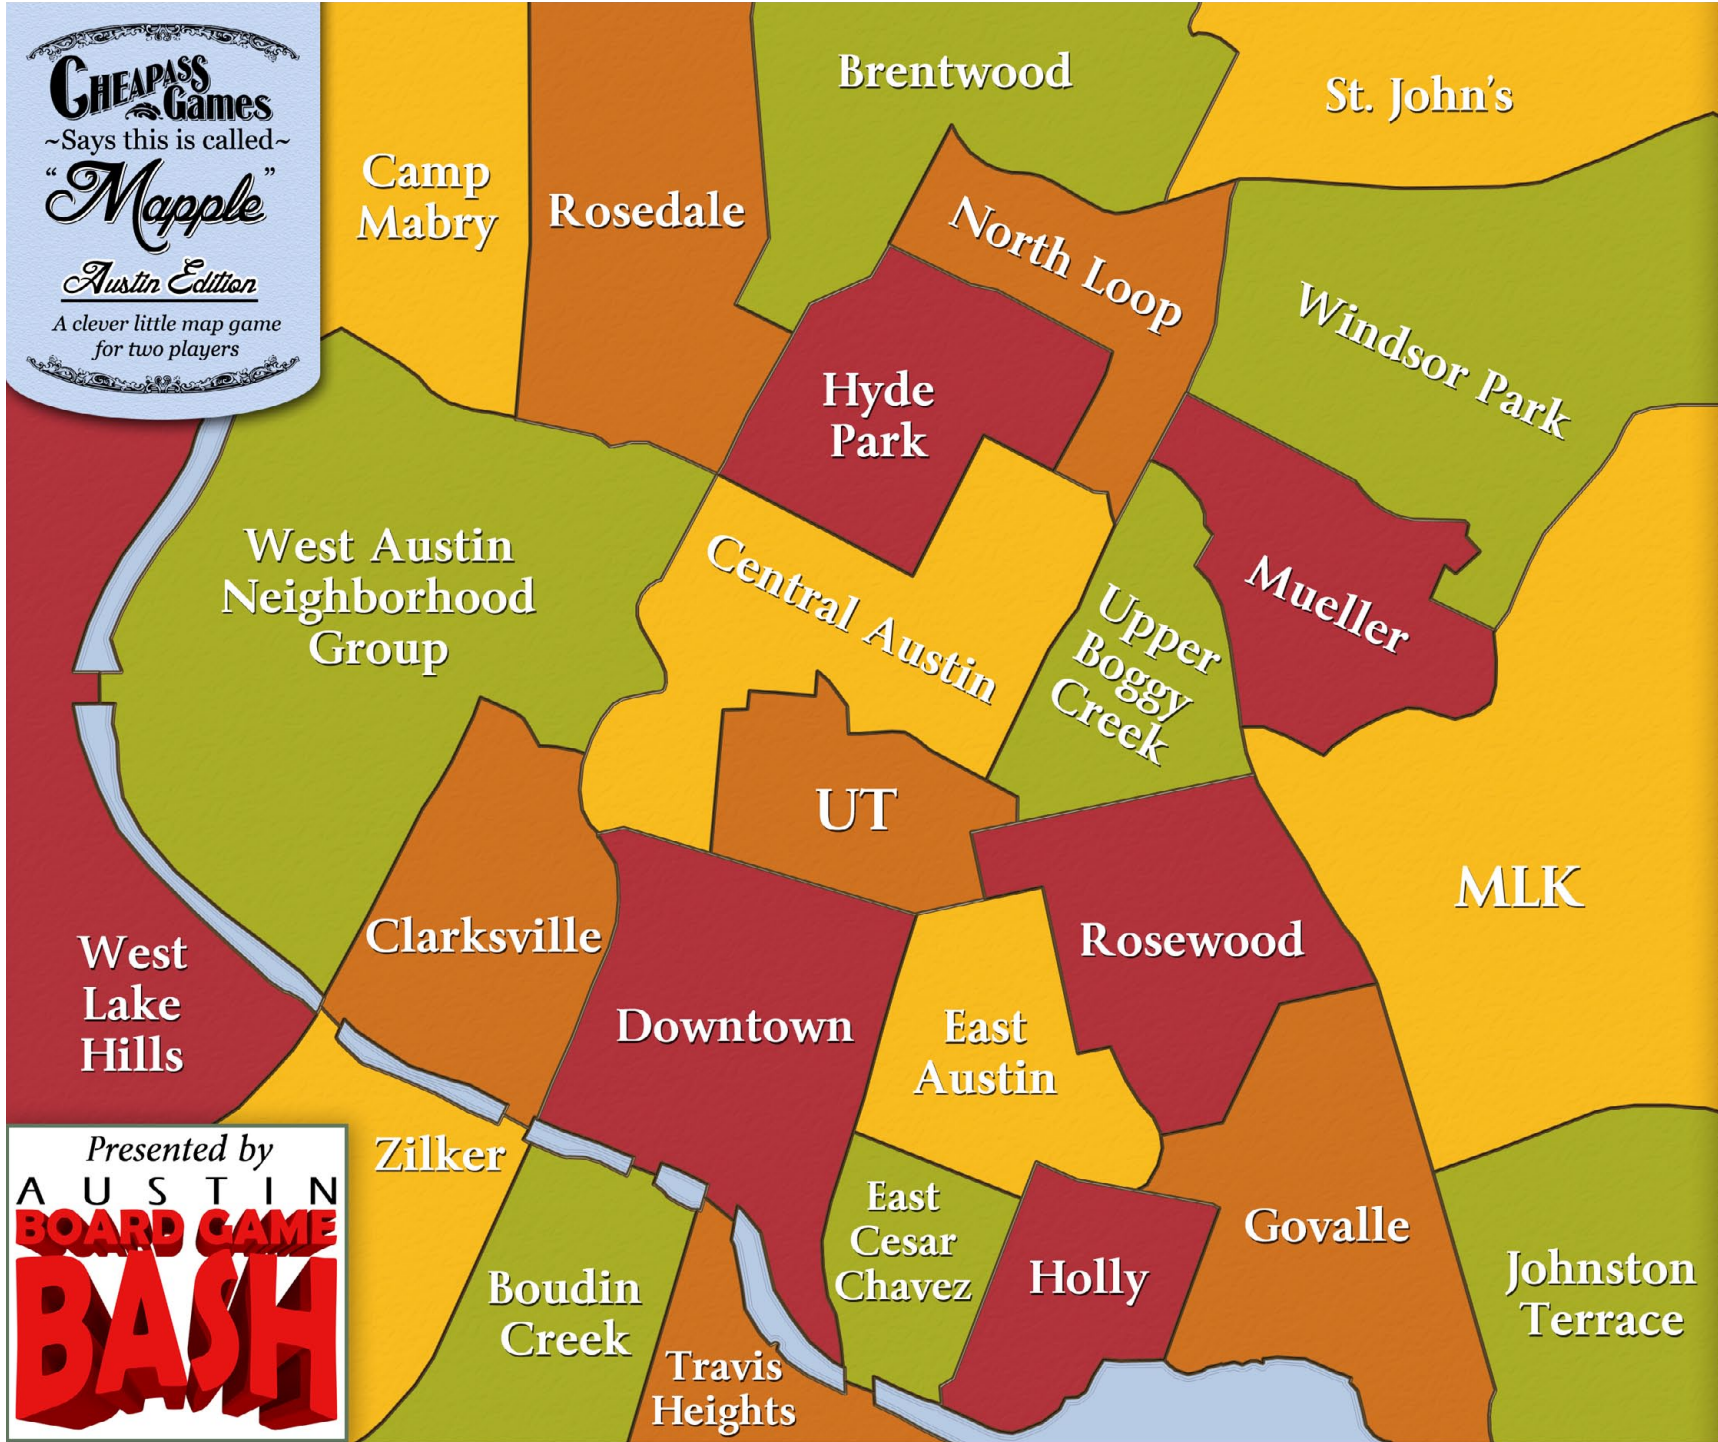 CHEAPASS
Games
~Says this is called~
“Mapple”
Austin Edition
A clever little map game
for two players
Camp
Mabry
Rosedale
Brentwood
St. John's
North Loop
Windsor Park
Hyde
Park
West Austin
Neighborhood
Group
Central Austin
Upper
Boggy
Creek
Mueller
UT
MLK
Clarksville
Rosewood
West
Lake
Hills
Downtown
East
Austin
Zilker
East
Cesar
Chavez
Holly
Govalle
Johnston
Terrace
Boudin
Creek
Travis
Heights
Presented by
AUSTIN
BOARD GAME
BASH